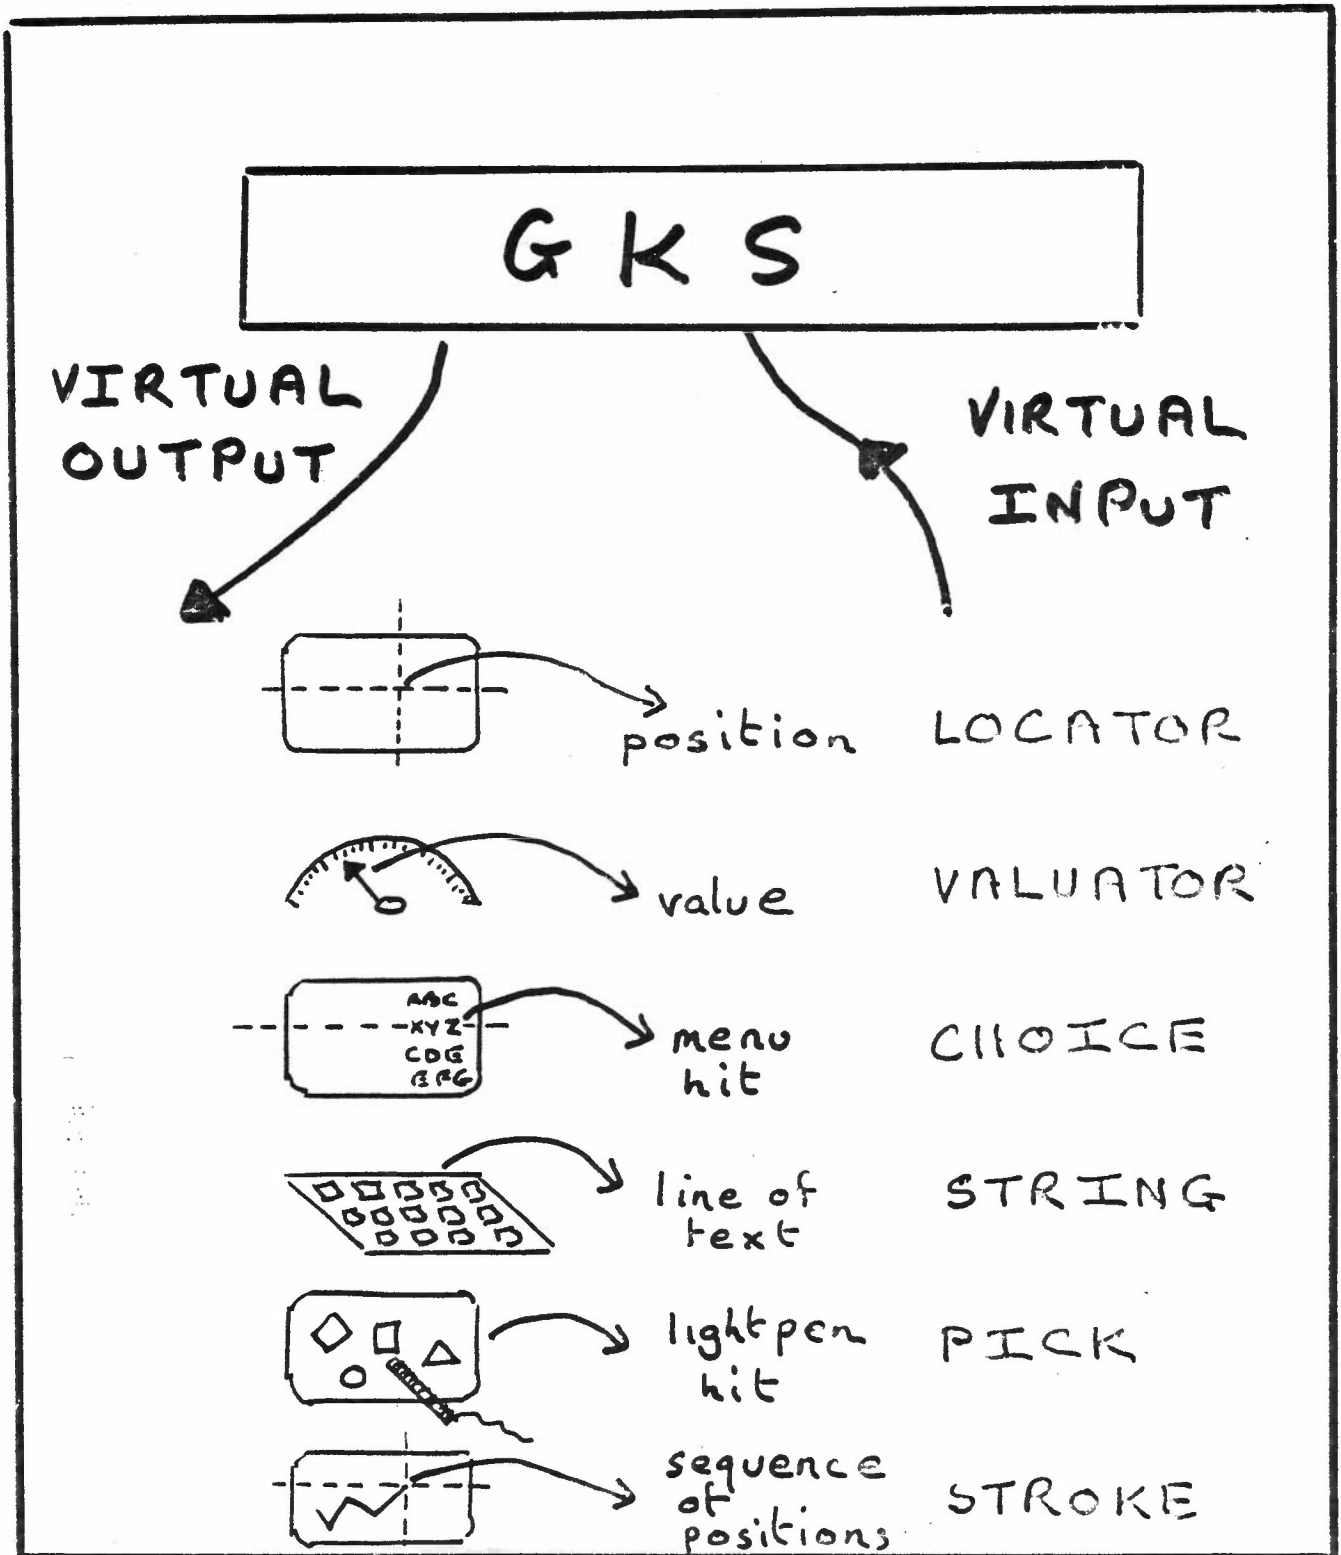 GKS
VIRTUAL
OUTPUT
VIRTUAL
INPUT
position LOCATOR
value VALUATOR
ABC
XYZ
CDE
EFG
menu
hit
CHOICE
line of
text
STRING
lightpen
hit
PICK
sequence
of
positions
STROKE